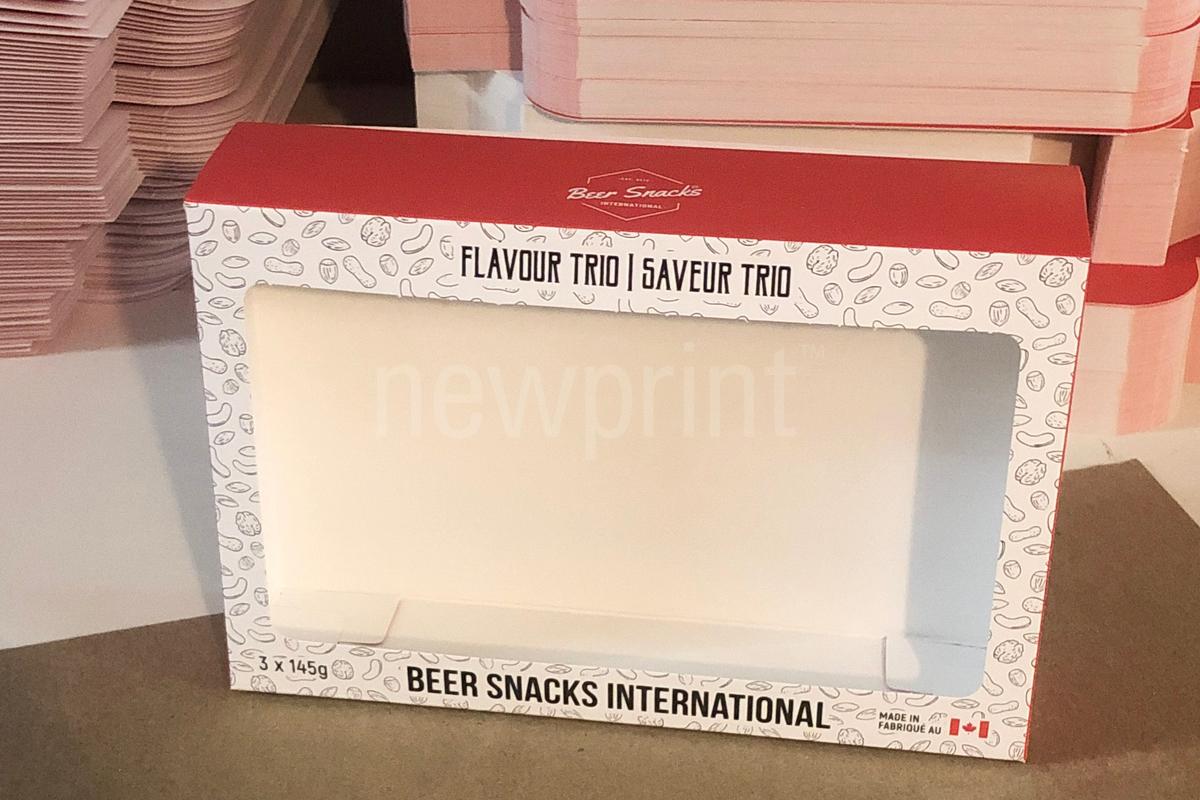 Beer Snacks
INTERNATIONAL
FLAVOUR TRIO | SAVEUR TRIO
newprint™
3 x 145g
BEER SNACKS INTERNATIONAL
MADE IN
FABRIQUÉ AU